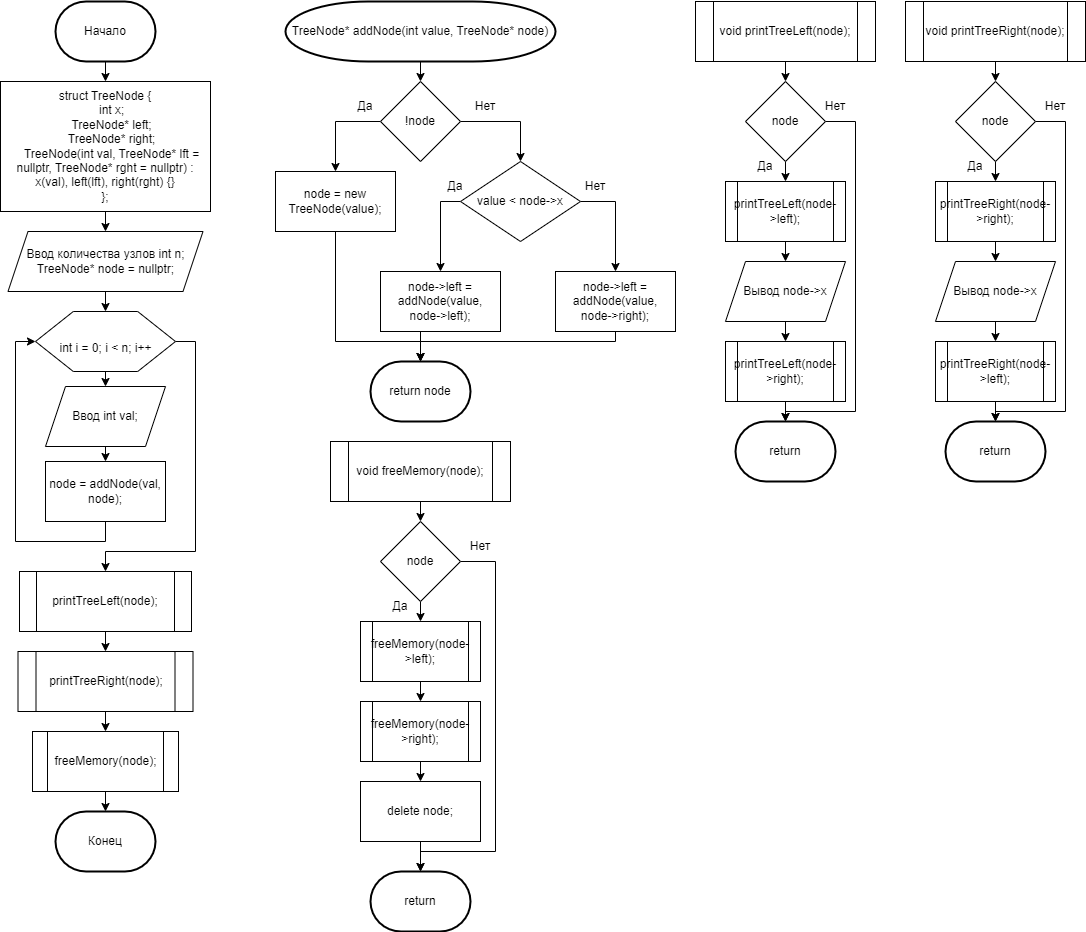 Начало
struct TreeNode {
int x;
TreeNode* left;
TreeNode* right;
TreeNode(int val, TreeNode* lft =
nullptr, TreeNode* rght = nullptr) :
x(val), left(lft), right(rght) {}
};
Ввод количества узлов int n;
TreeNode* node = nullptr;
int i = 0; i < n; i++
Ввод int val;
node = addNode(val,
node);
printTreeLeft(node);
printTreeRight(node);
freeMemory(node);
Конец
TreeNode* addNode(int value, TreeNode* node)
Да
Нет
!node
node = new
TreeNode(value);
Да
Нет
value < node->x
node->left =
addNode(value,
node->left);
node->left =
addNode(value,
node->right);
return node
void freeMemory(node);
node
Нет
Да
freeMemory(node-
>left);
freeMemory(node-
>right);
delete node;
return
void printTreeLeft(node);
node
Нет
Да
printTreeLeft(node-
>left);
Вывод node->x
printTreeLeft(node-
>right);
return
void printTreeRight(node);
node
Нет
Да
printTreeRight(node-
>right);
Вывод node->x
printTreeRight(node-
>left);
return